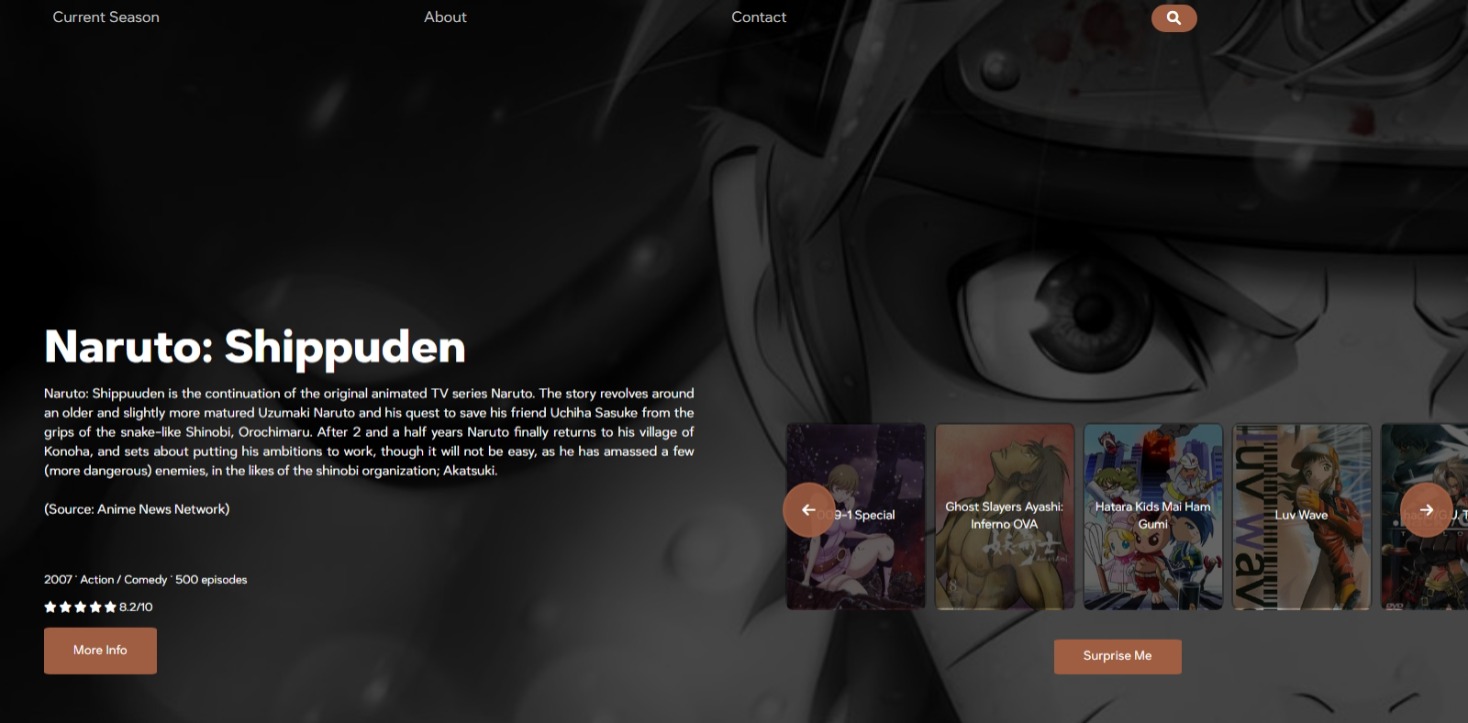 Current Season
About
Contact
Naruto: Shippuden
Naruto: Shippuuden is the continuation of the original animated TV series Naruto. The story revolves around
an older and slightly more matured Uzumaki Naruto and his quest to save his friend Uchiha Sasuke from the
grips of the snake-like Shinobi, Orochimaru. After 2 and a half years Naruto finally returns to his village of
Konoha, and sets about putting his ambitions to work, though it will not be easy, as he has amassed a few
(more dangerous) enemies, in the likes of the shinobi organization; Akatsuki.
(Source: Anime News Network)
2007 · Action / Comedy · 500 episodes
8.2/10
More Info
9-1 Special
Ghost Slayers Ayashi:
Inferno OVA
Hatara Kids Mai Ham
Gumi
Luv Wave
luv wave
Surprise Me